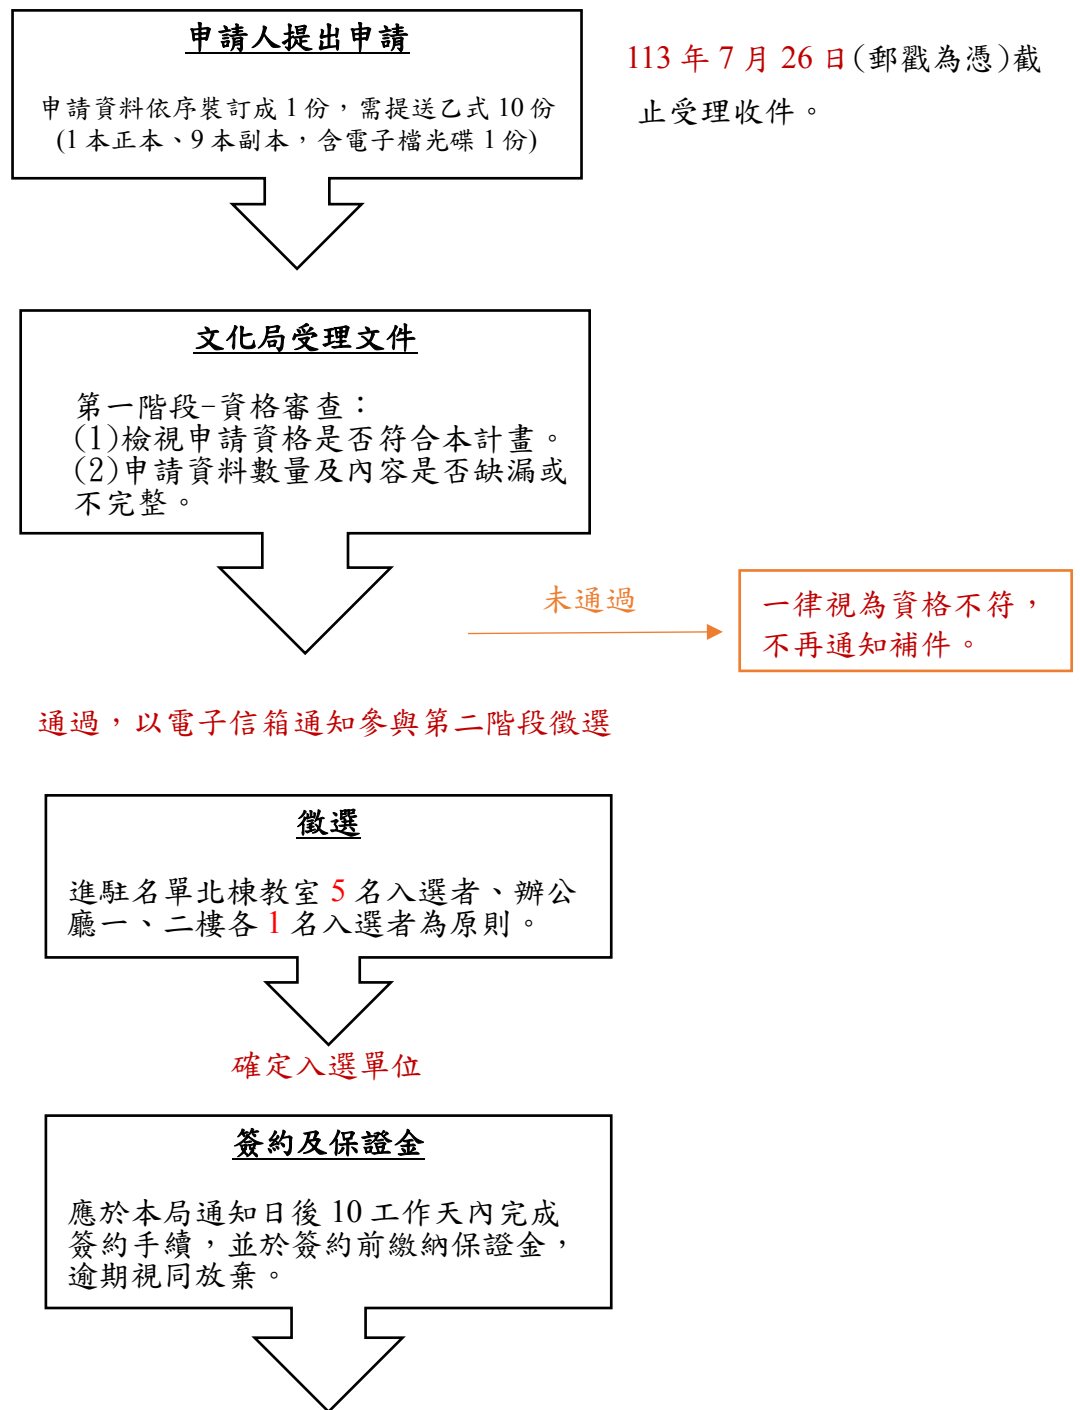 申請人提出申請
申請資料依序裝訂成 1 份，需提送乙式 10 份
(1 本正本、9 本副本，含電子檔光碟 1 份)
113 年 7 月 26 日(郵戳為憑)截
止受理收件。
文化局受理文件
第一階段-資格審查：
(1)檢視申請資格是否符合本計畫。
(2)申請資料數量及內容是否缺漏或
不完整。
未通過
一律視為資格不符，
不再通知補件。
通過，以電子信箱通知參與第二階段徵選
徵選
進駐名單北棟教室 5 名入選者、辦公
廳一、二樓各 1 名入選者為原則。
確定入選單位
簽約及保證金
應於本局通知日後 10 工作天內完成
簽約手續，並於簽約前繳納保證金，
逾期視同放棄。